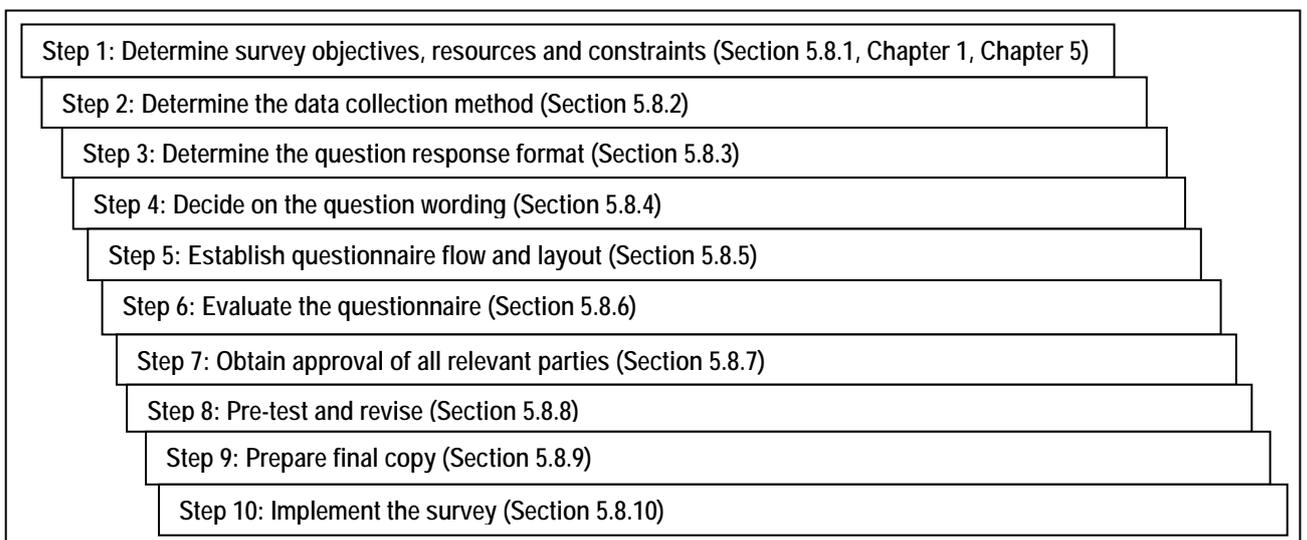 Step 1: Determine survey objectives, resources and constraints (Section 5.8.1, Chapter 1, Chapter 5)
Step 2: Determine the data collection method (Section 5.8.2)
Step 3: Determine the question response format (Section 5.8.3)
Step 4: Decide on the question wording (Section 5.8.4)
Step 5: Establish questionnaire flow and layout (Section 5.8.5)
Step 6: Evaluate the questionnaire (Section 5.8.6)
Step 7: Obtain approval of all relevant parties (Section 5.8.7)
Step 8: Pre-test and revise (Section 5.8.8)
Step 9: Prepare final copy (Section 5.8.9)
Step 10: Implement the survey (Section 5.8.10)